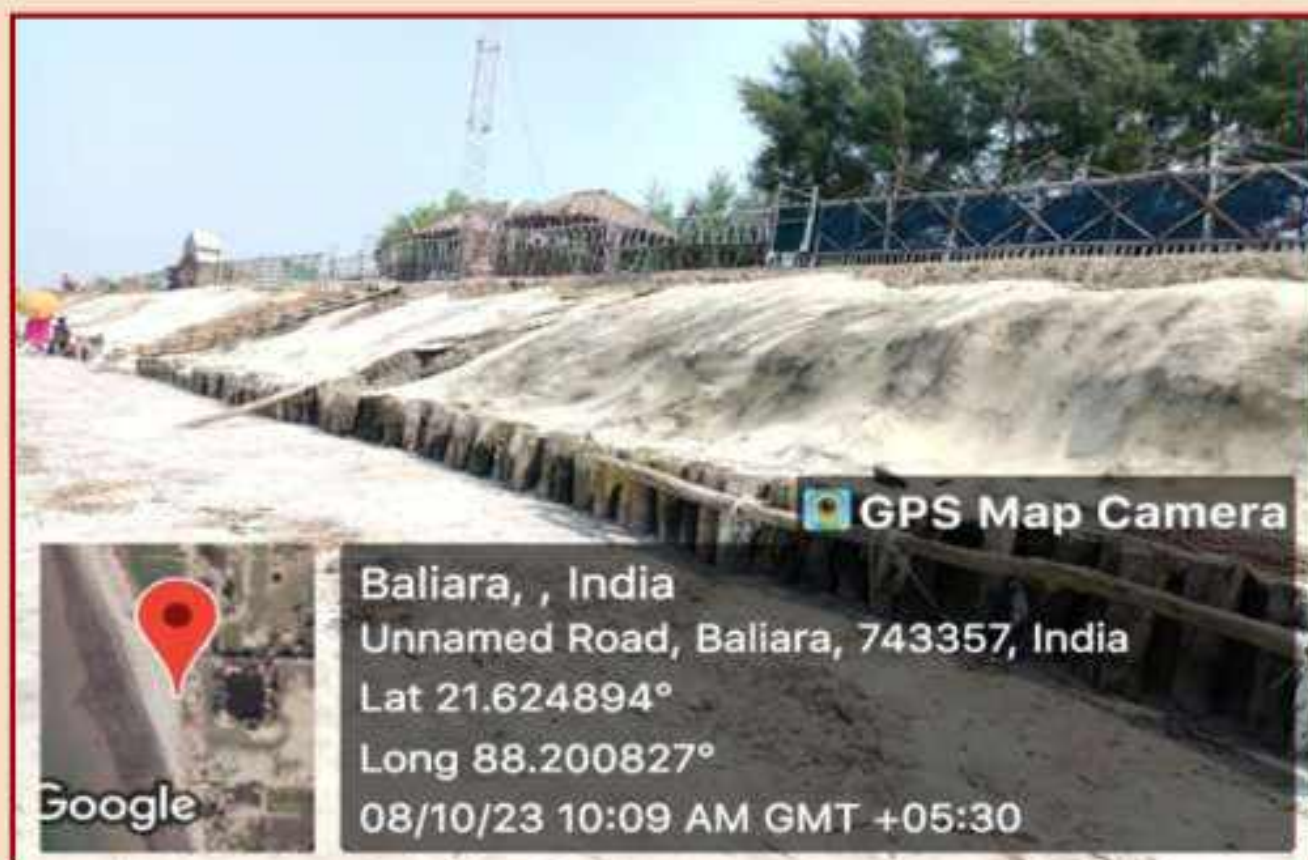 GPS Map Camera
Baliara, , India
Unnamed Road, Baliara, 743357, India
Lat 21.624894°
Long 88.200827°
08/10/23 10:09 AM GMT +05:30
Google